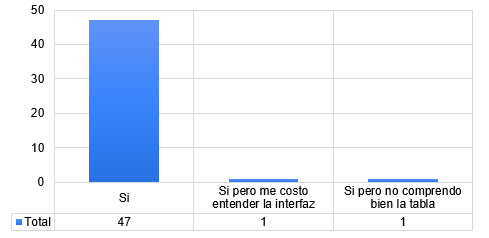 50
40
30
20
10
0
Si
Si pero me costo
entender la interfaz
Si pero no comprendo
bien la tabla
Total 47 1 1